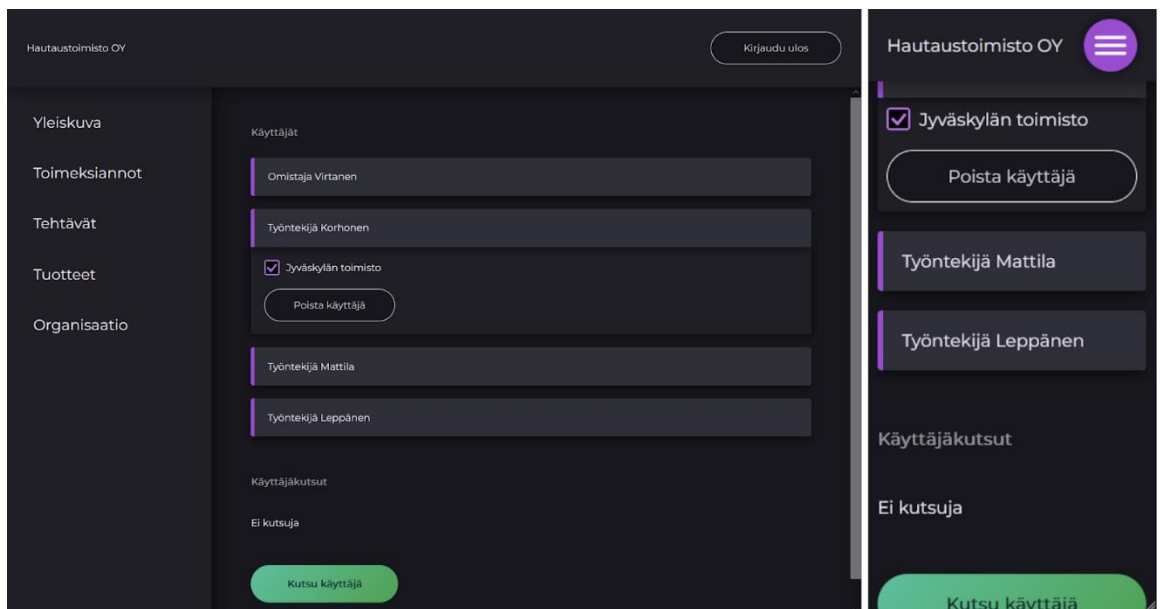 Hautaustoimisto OY
Kirjaudu ulos
Yleiskuva
Toimeksiannot
Tehtävät
Tuotteet
Organisaatio
Käyttäjät
Omistaja Virtanen
Työntekijä Korhonen
Jyväskylän toimisto
Poista käyttäjä
Työntekijä Mattila
Työntekijä Leppänen
Käyttäjäkutsut
Ei kutsuja
Kutsu käyttäjä
Hautaustoimisto OY
Jyväskylän toimisto
Poista käyttäjä
Työntekijä Mattila
Työntekijä Leppänen
Käyttäjäkutsut
Ei kutsuja
Kutsu käyttäjä